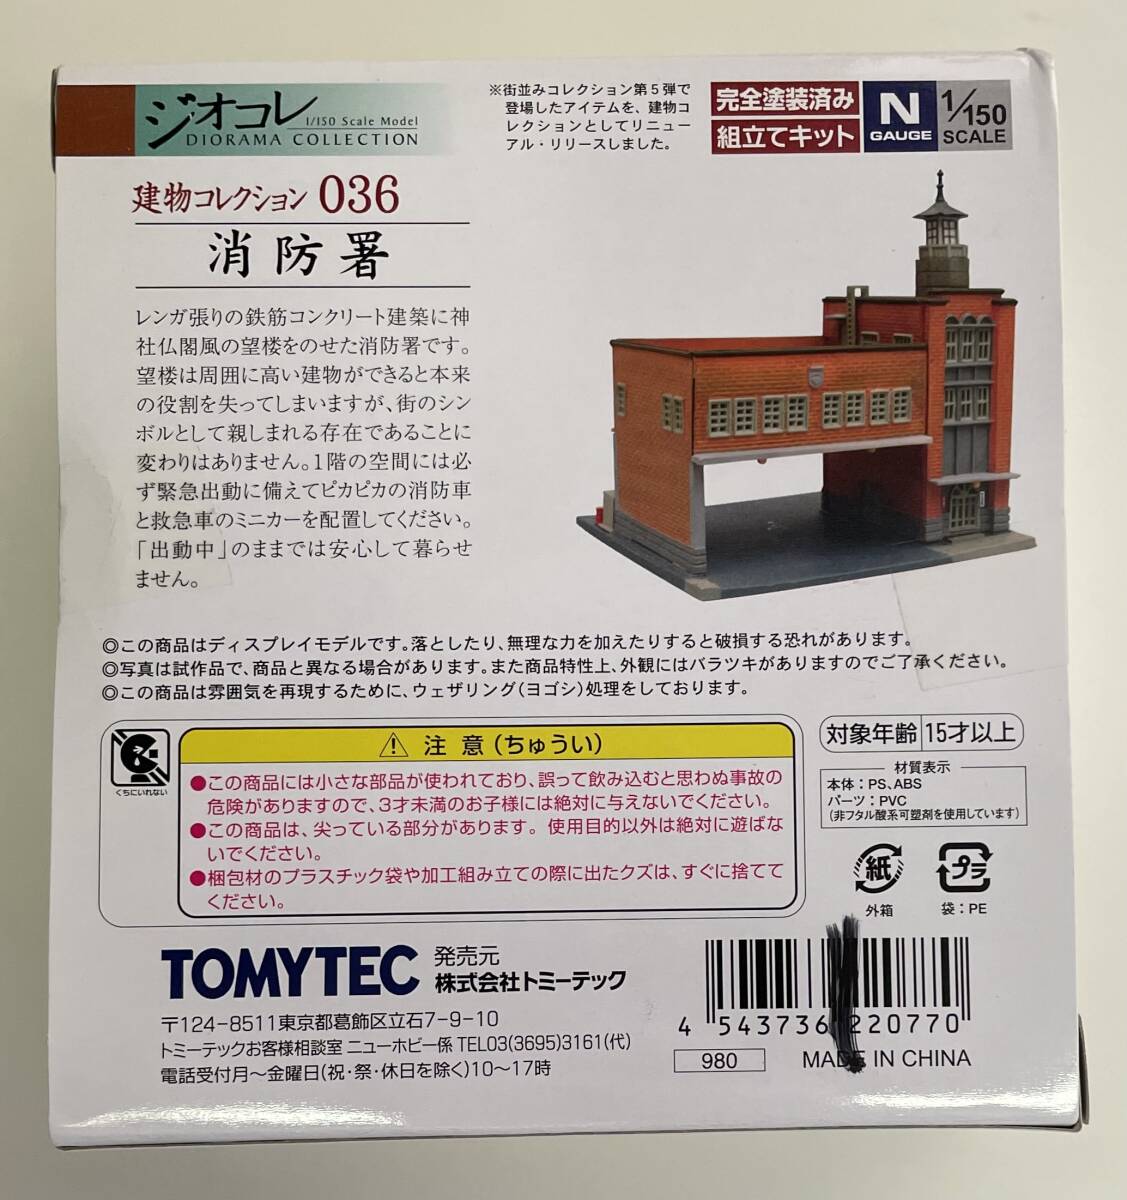 ジオコレ
1/150 Scale Model
DIORAMA COLLECTION
※街並みコレクション第5弾で
登場したアイテムを、建物コ
レクションとしてリニュー
アル・リリースしました。
完全塗装済み
組立てキット
N
GAUGE
1/150
SCALE
建物コレクション 036
消防署
レンガ張りの鉄筋コンクリート建築に神
社仏閣風の望楼をのせた消防署です。
望楼は周囲に高い建物ができると本来
の役割を失ってしまいますが、街のシン
ボルとして親しまれる存在であることに
変わりはありません。1階の空間には必
ず緊急出動に備えてピカピカの消防車
と救急車のミニカーを配置してください。
「出動中」のままでは安心して暮らせ
ません。
◎この商品はディスプレイモデルです。落としたり、無理な力を加えたりすると破損する恐れがあります。
◎写真は試作品で、商品と異なる場合があります。また商品特性上、外観にはバラツキがありますのでご了承ください。
◎この商品は雰囲気を再現するために、ウェザリング(ヨゴシ)処理をしております。
くちにいれない
⚠ 注意(ちゅうい)
●この商品には小さな部品が使われており、誤って飲み込むと思わぬ事故の
危険がありますので、3才未満のお子様には絶対に与えないでください。
●この商品は、尖っている部分があります。使用目的以外は絶対に遊ばな
いでください。
●梱包材のプラスチック袋や加工組み立ての際に出たクズは、すぐに捨てて
ください。
対象年齢 15才以上
材質表示
本体：PS、ABS
パーツ：PVC
(非フタル酸系可塑剤を使用しています)
紙
外箱
プラ
袋：PE
TOMYTEC 発売元
株式会社トミーテック
〒124-8511東京都葛飾区立石7-9-10
トミーテックお客様相談室 ニューホビー係 TEL03(3695)3161(代)
電話受付月～金曜日(祝・祭・休日を除く)10～17時
4 543736 220770
980
MADE IN CHINA